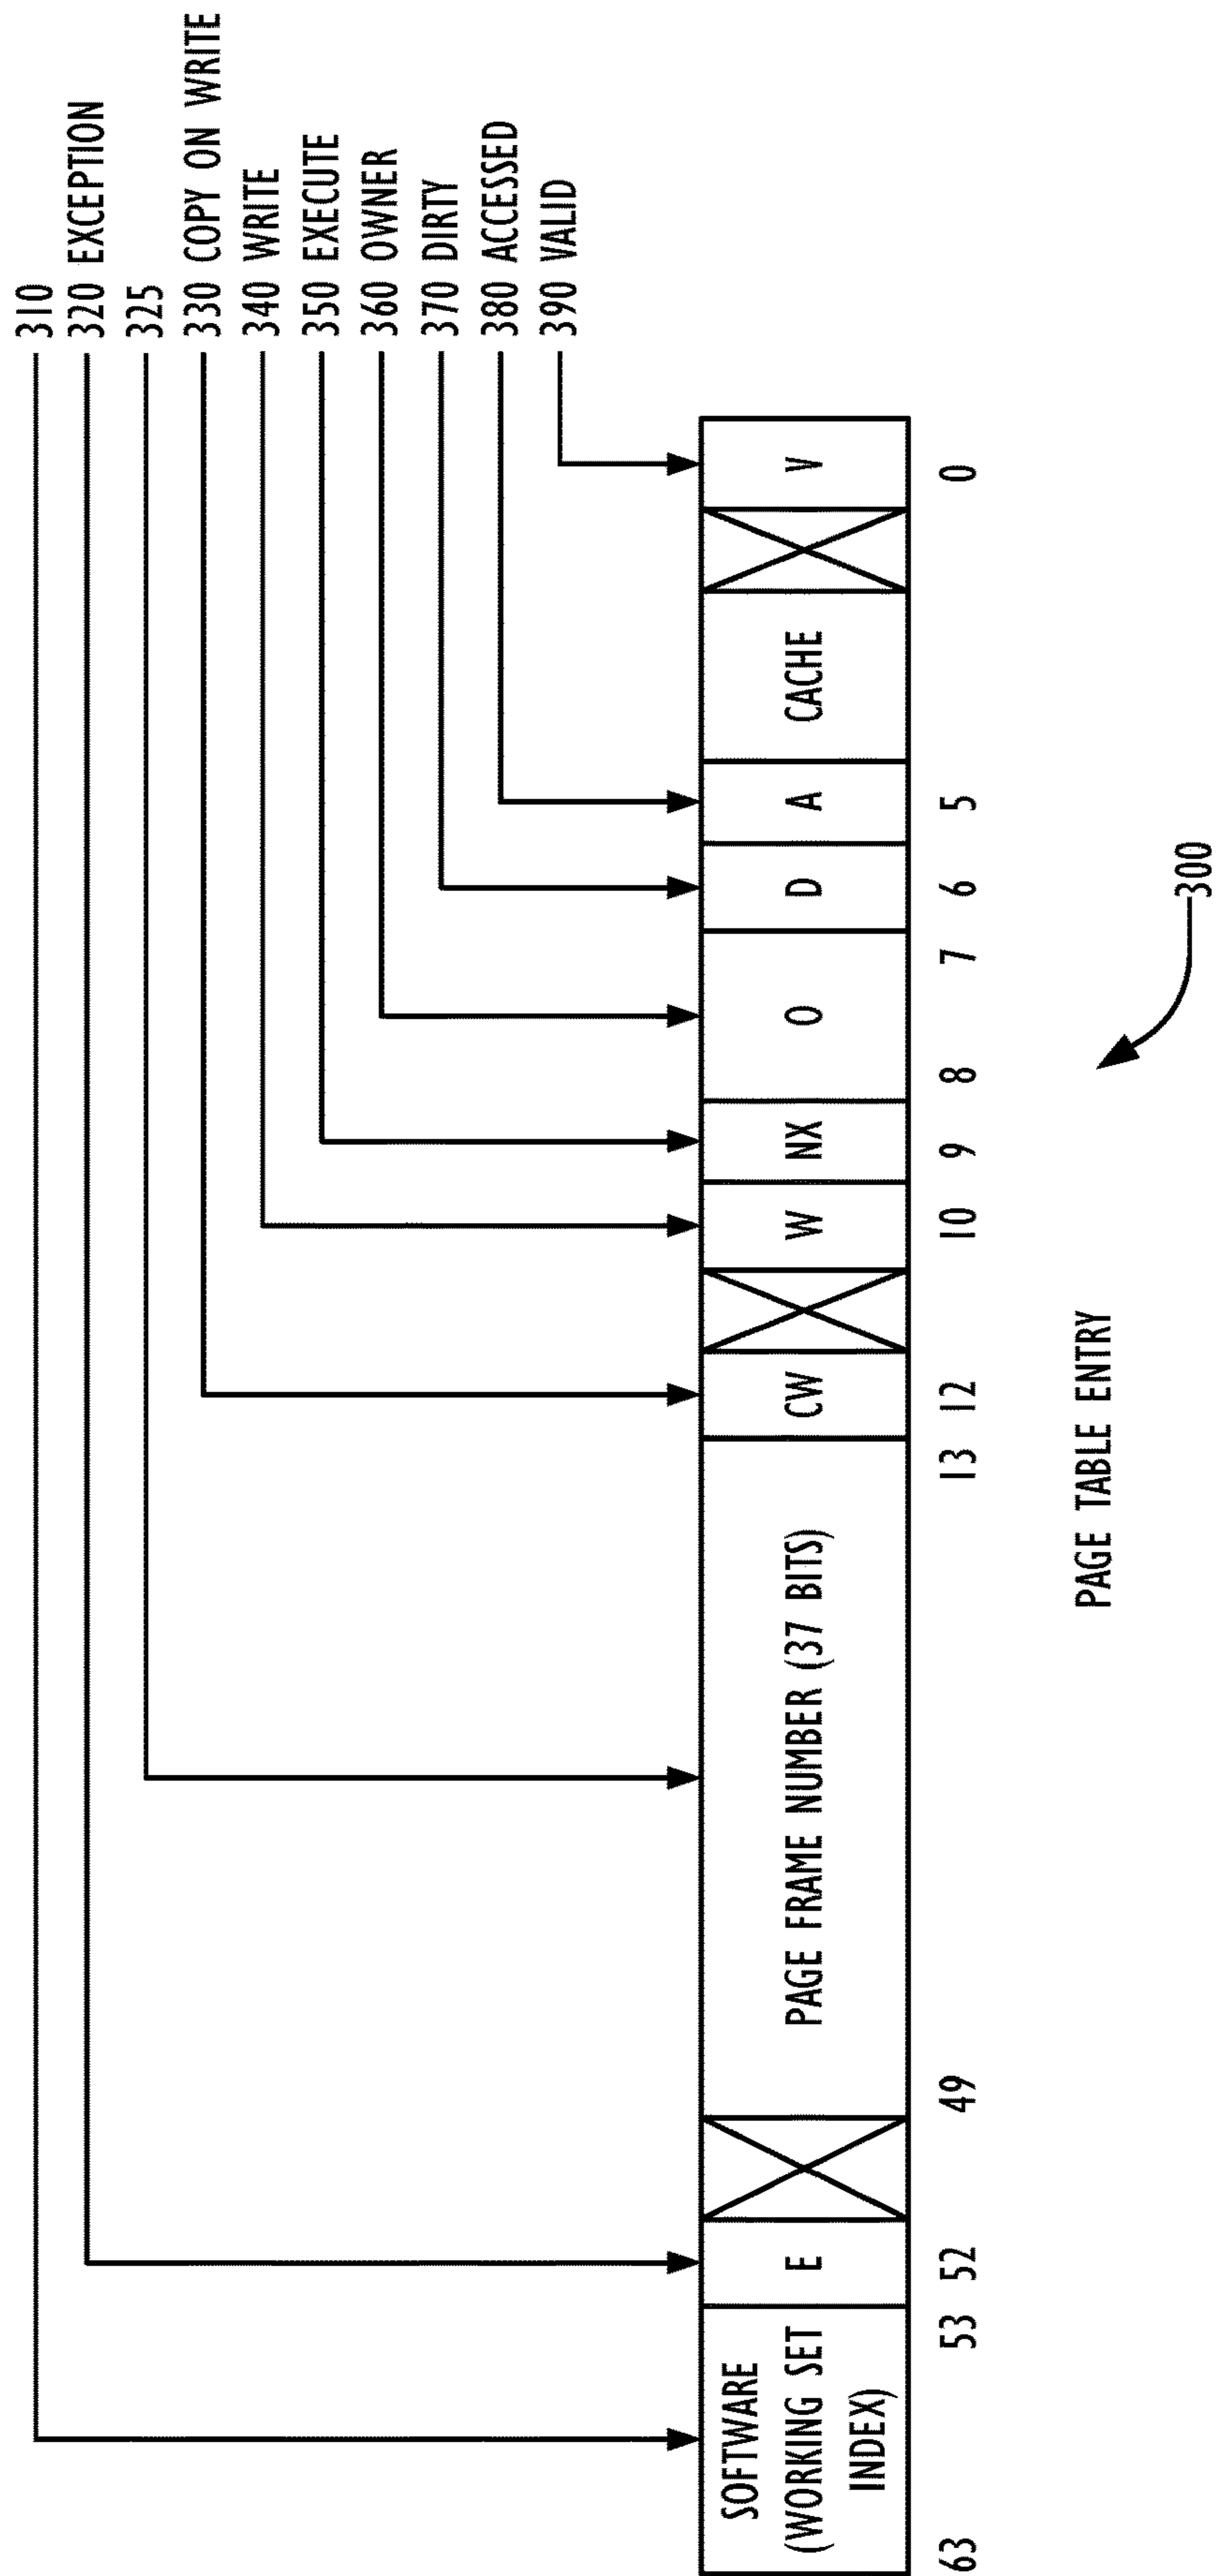 310
320 EXCEPTION
325
330 COPY ON WRITE
340 WRITE
350 EXECUTE
360 OWNER
370 DIRTY
380 ACCESSED
390 VALID
SOFTWARE
(WORKING SET
INDEX)
E
PAGE FRAME NUMBER (37 BITS)
CW
W
NX
O
D
A
CACHE
V
63 53 52 49 13 12 10 9 8 7 6 5 0
PAGE TABLE ENTRY
300